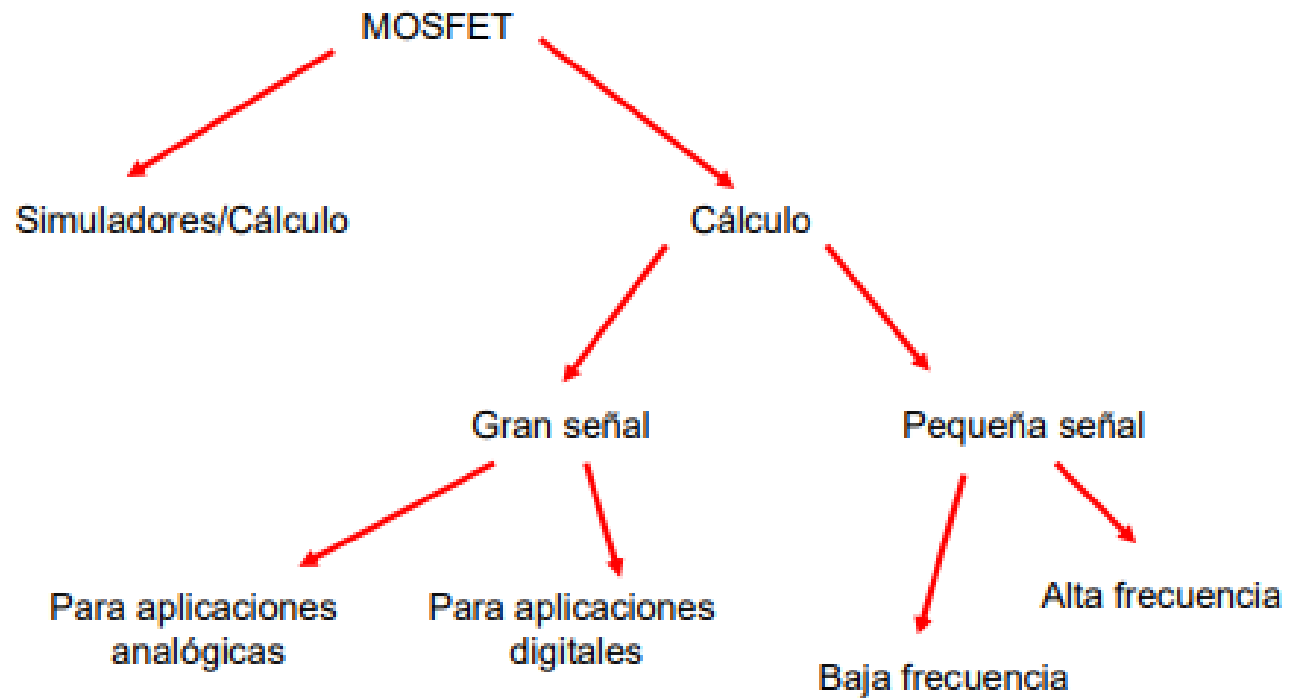 MOSFET
Simuladores/Cálculo
Cálculo
Gran señal
Pequeña señal
Para aplicaciones
analógicas
Para aplicaciones
digitales
Alta frecuencia
Baja frecuencia